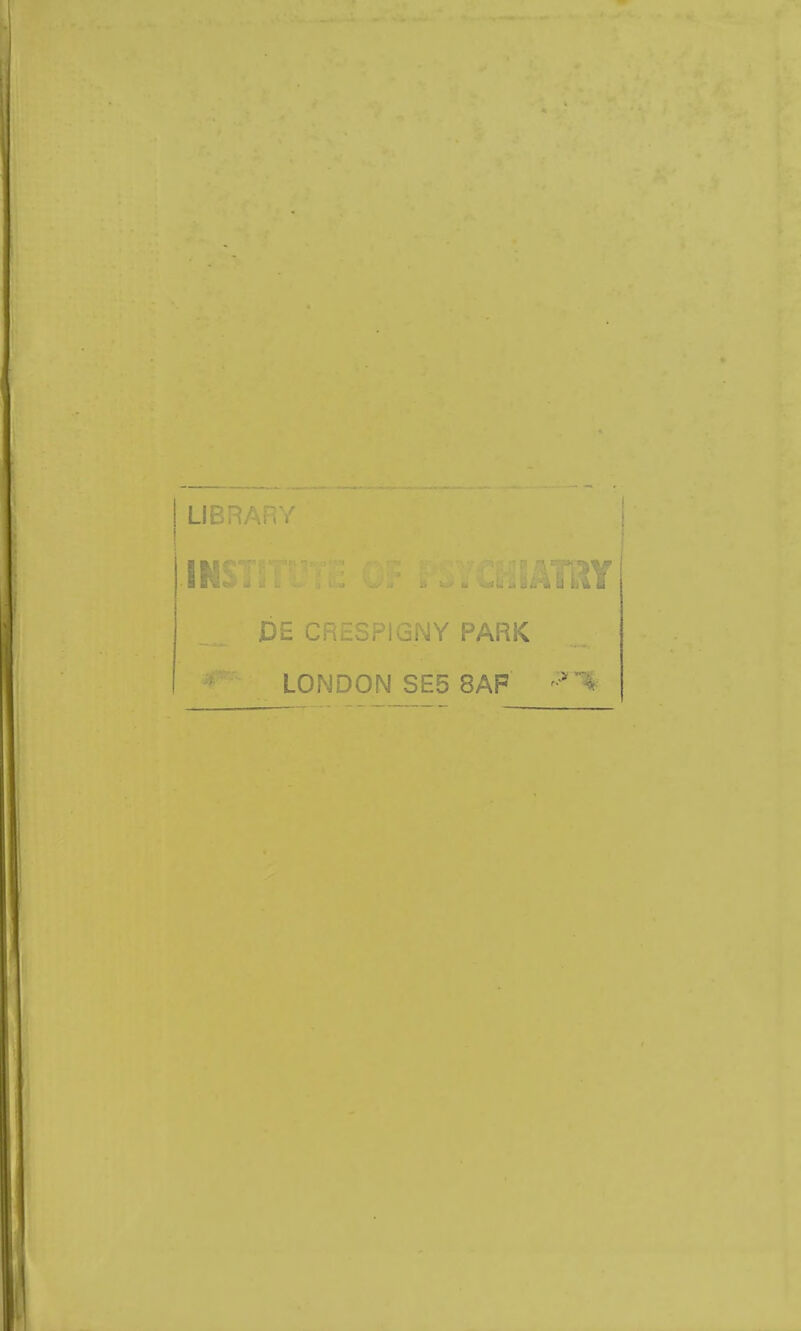 LIBRARY
INSTITUTE OF PSYCHIATRY
DE CRESPIGNY PARK
LONDON SE5 8AF